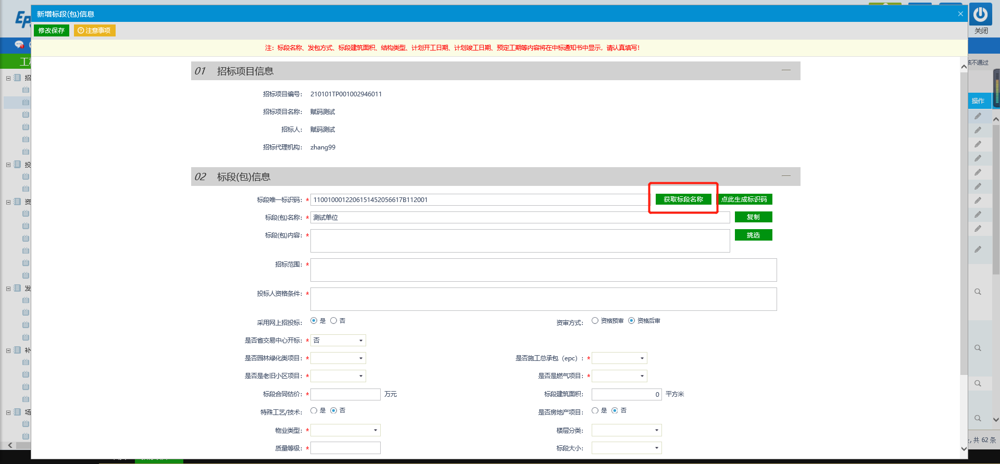 新增标段(包)信息
×
关闭
修改保存
注意事项
注：标段名称、发包方式、标段建筑面积、结构类型、计划开工日期、计划竣工日期、预定工期等内容将在中标通知书中显示，请认真填写！
核不通过
操作
招
投
资
发
补
场
01 招标项目信息
招标项目编号： 210101TP001002946011
招标项目名称： 赋码测试
招标人： 赋码测试
招标代理机构： zhang99
02 标段(包)信息
标段唯一标识码：* 1100100012206151452056617B112001 获取标段名称 点此生成标识码
标段(包)名称：* 测试单位 复制
标段(包)内容：* 挑选
招标范围：*
投标人资格条件：*
采用网上招投标： 是 否 资审方式： 资格预审 资格后审
是否省交易中心开标：* 否
是否园林绿化类项目：* 是否施工总承包（epc）：*
是否是老旧小区项目：* 是否是燃气项目：*
标段合同估价：* 万元 标段建筑面积： 0 平方米
特殊工艺/技术： 是 否 是否房地产项目： 是 否
物业类型：* 楼层分类：
质量等级：* 标段大小：
共 62 条